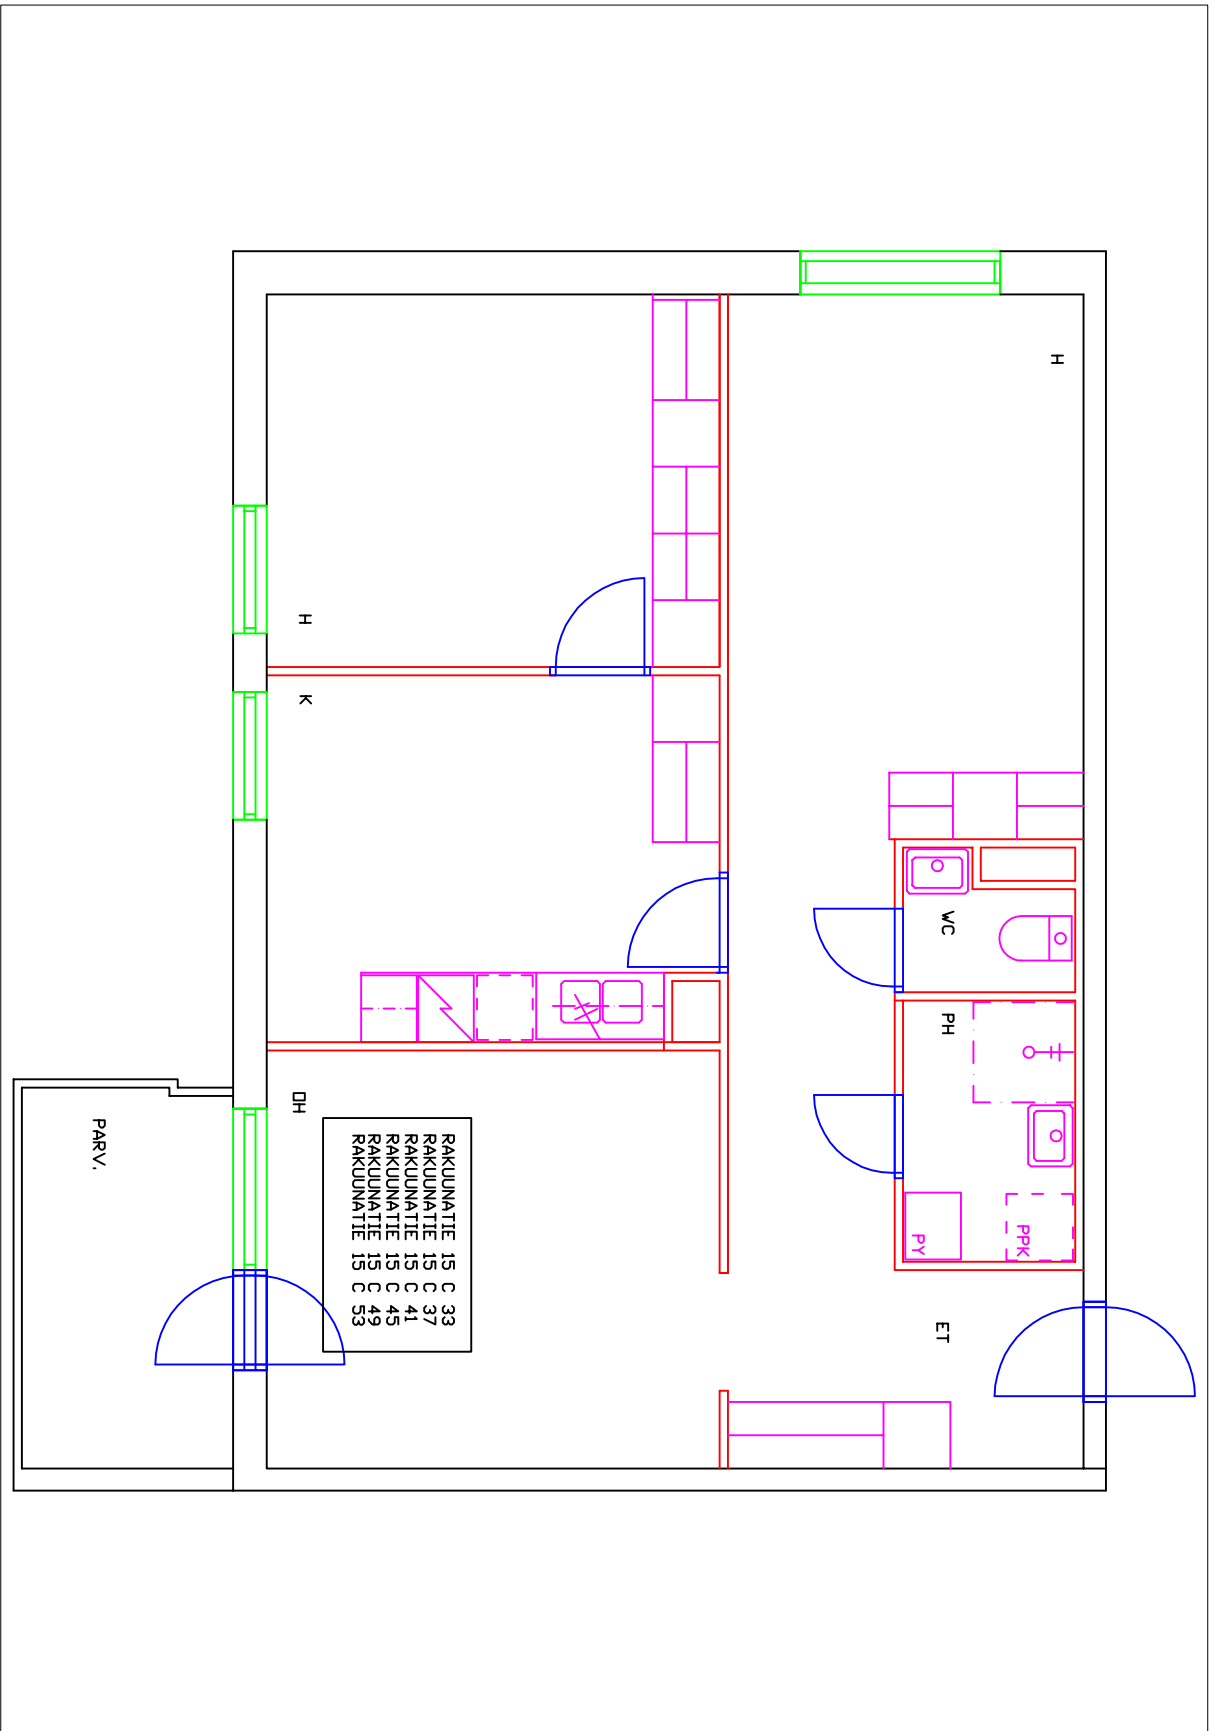 H
WC
PH
PPK
PY
ET
H
K
OH
RAKUUNATIE 15 C 33
RAKUUNATIE 15 C 37
RAKUUNATIE 15 C 41
RAKUUNATIE 15 C 45
RAKUUNATIE 15 C 49
RAKUUNATIE 15 C 53
PARV.